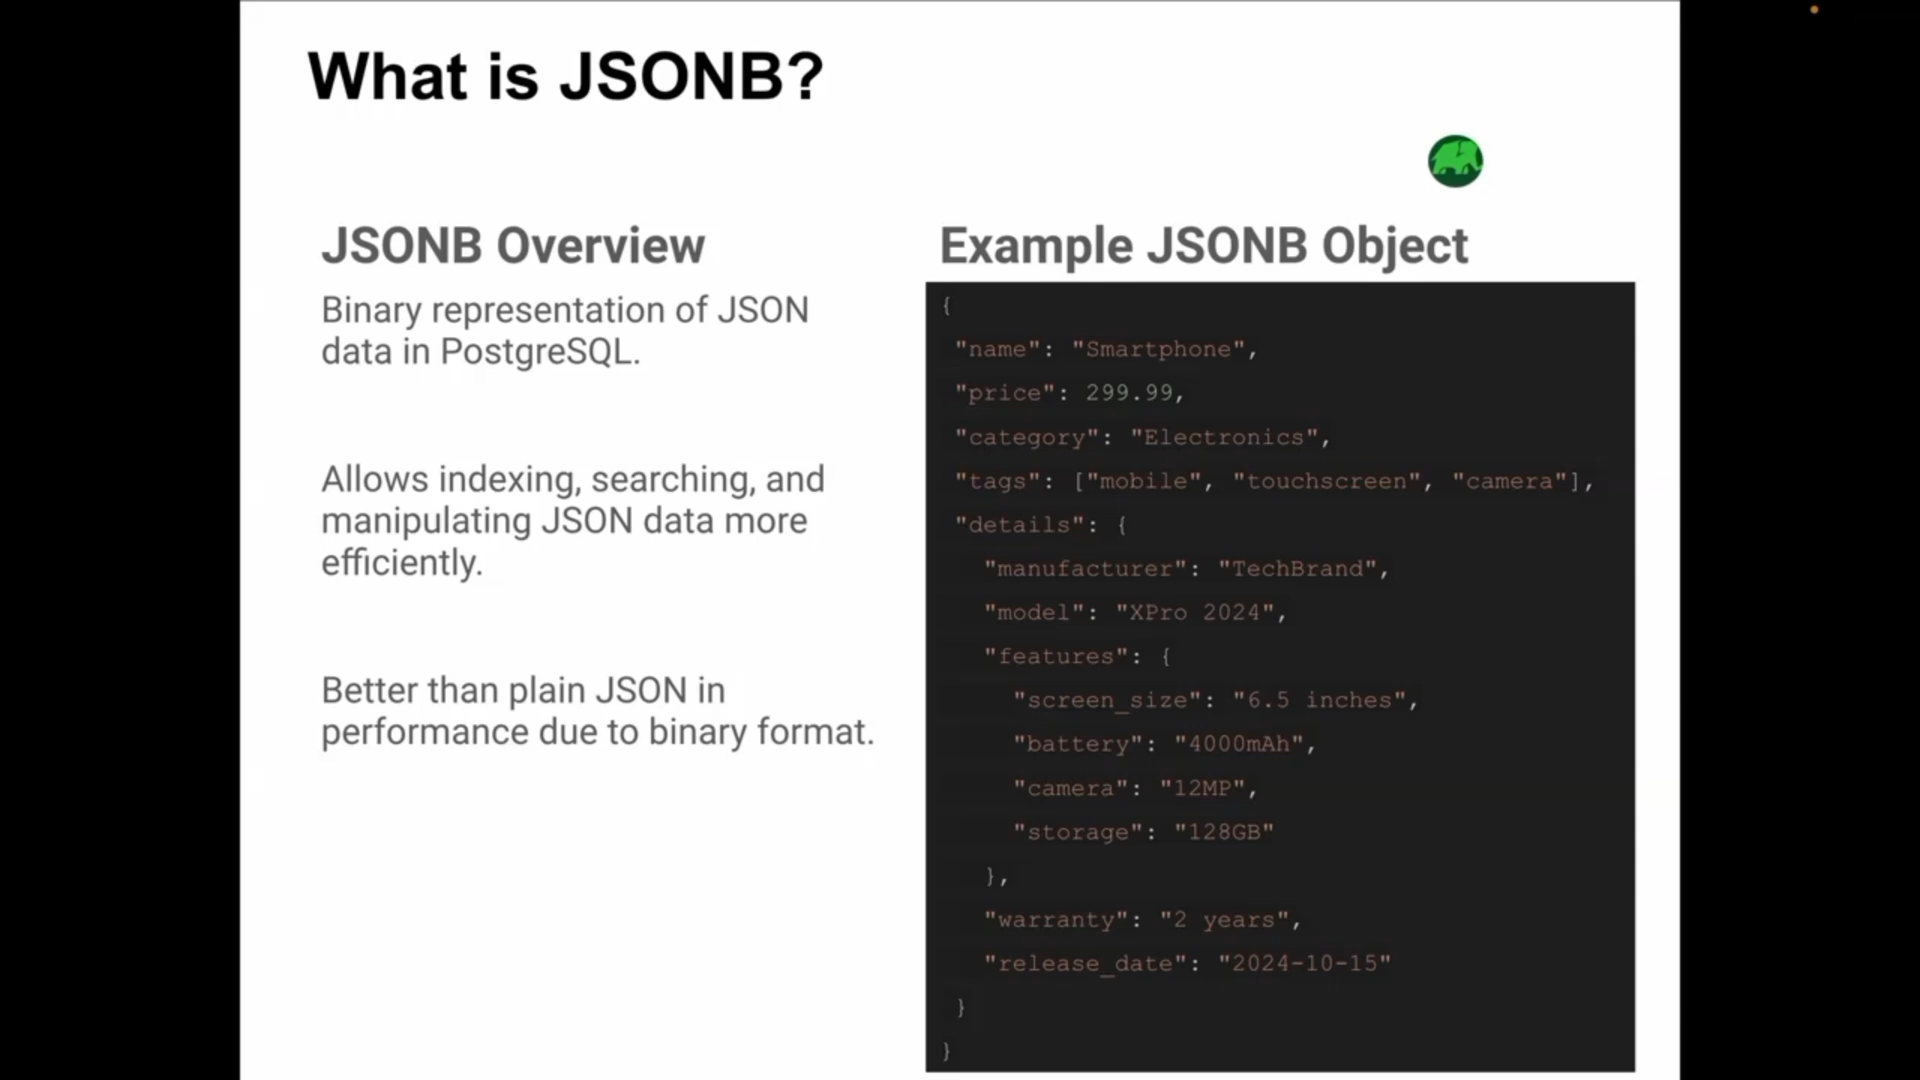 What is JSONB?
JSONB Overview
Binary representation of JSON
data in PostgreSQL.
Allows indexing, searching, and
manipulating JSON data more
efficiently.
Better than plain JSON in
performance due to binary format.
Example JSONB Object
{
"name": "Smartphone",
"price": 299.99,
"category": "Electronics",
"tags": ["mobile", "touchscreen", "camera"],
"details": {
"manufacturer": "TechBrand",
"model": "XPro 2024",
"features": {
"screen_size": "6.5 inches",
"battery": "4000mAh",
"camera": "12MP",
"storage": "128GB"
},
"warranty": "2 years",
"release_date": "2024-10-15"
}
}